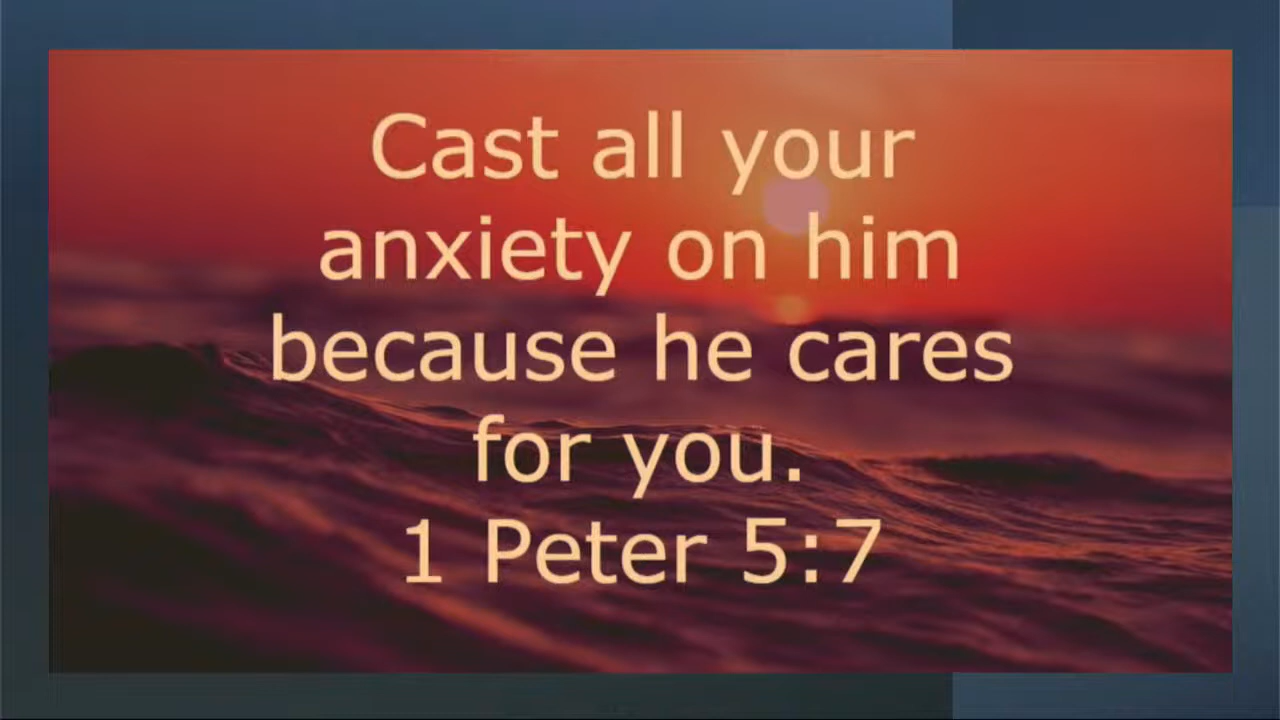 Cast all your
anxiety on him
because he cares
for you.
1 Peter 5:7